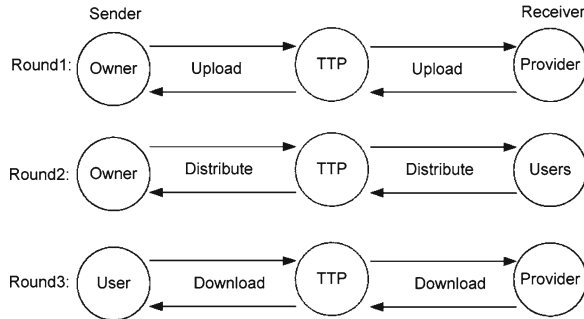 Sender Receiver
Round1: Owner Upload TTP Upload Provider
Round2: Owner Distribute TTP Distribute Users
Round3: User Download TTP Download Provider